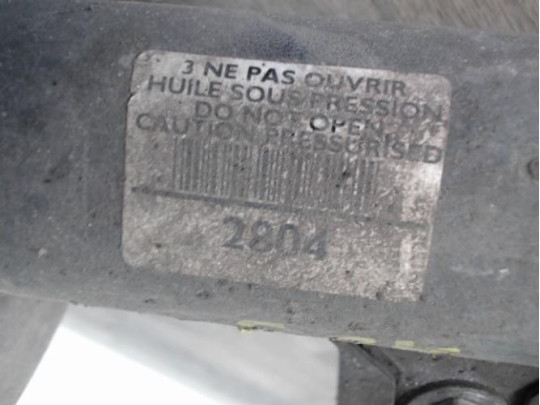 3 NE PAS OUVRIR
HUILE SOUS PRESSION
DO NOT OPEN
CAUTION PRESSURISED
2804